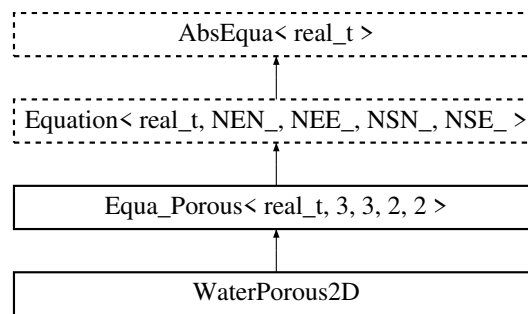 AbsEqua< real_t >
Equation< real_t, NEN_, NEE_, NSN_, NSE_ >
Equa_Porous< real_t, 3, 3, 2, 2 >
WaterPorous2D